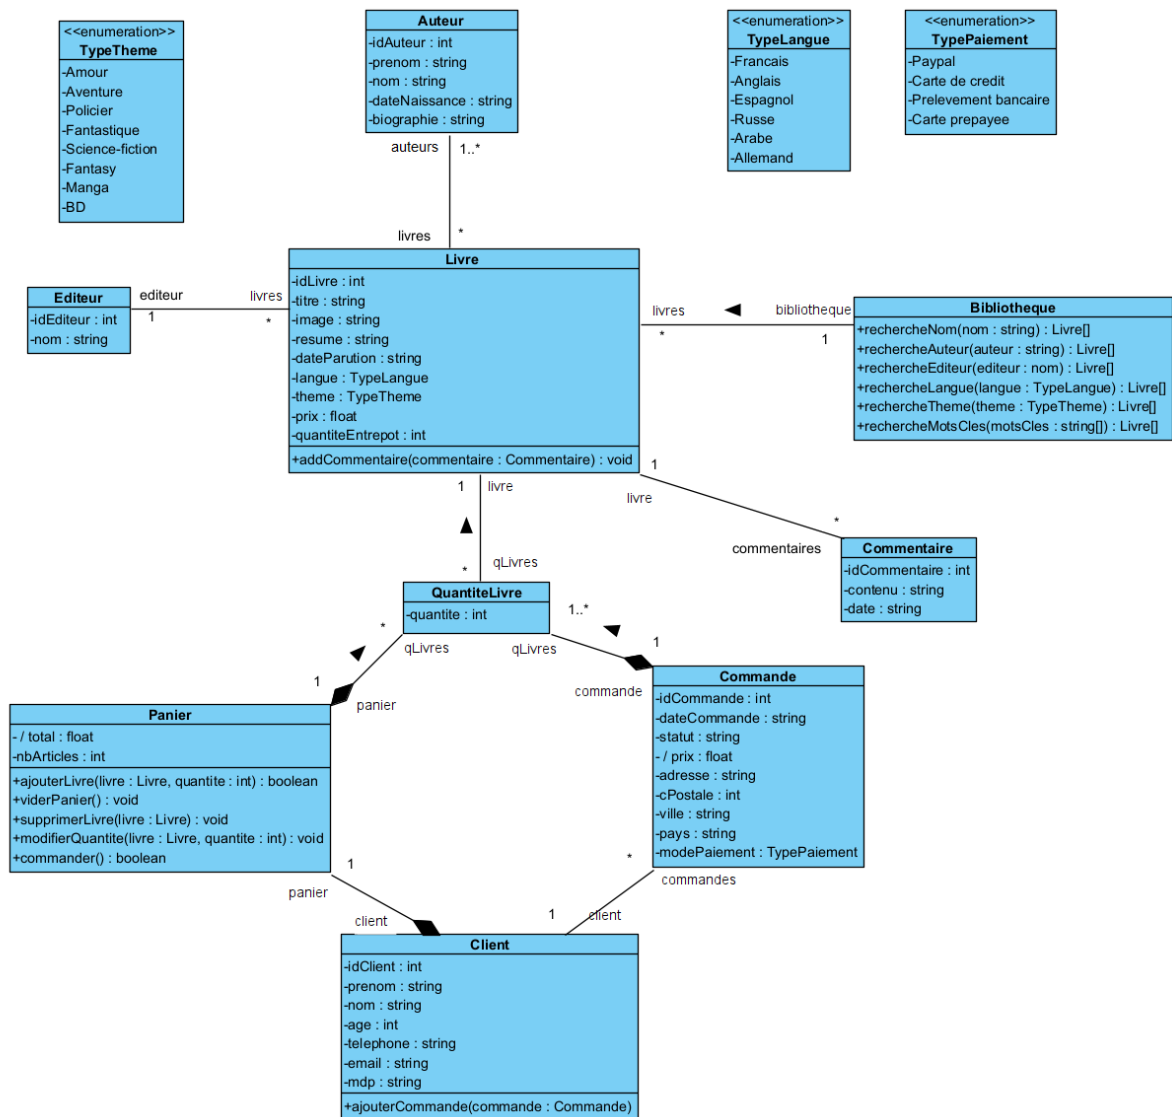 <<enumeration>>
TypeTheme
-Amour
-Aventure
-Policier
-Fantastique
-Science-fiction
-Fantasy
-Manga
-BD
Auteur
-idAuteur : int
-prenom : string
-nom : string
-dateNaissance : string
-biographie : string
<<enumeration>>
TypeLangue
-Francais
-Anglais
-Espagnol
-Russe
-Arabe
-Allemand
<<enumeration>>
TypePaiement
-Paypal
-Carte de credit
-Prelevement bancaire
-Carte prepayee
auteurs
1..*
livres
*
Editeur
-idEditeur : int
-nom : string
editeur
1
livres
*
Livre
-idLivre : int
-titre : string
-image : string
-resume : string
-dateParution : string
-langue : TypeLangue
-theme : TypeTheme
-prix : float
-quantiteEntrepot : int
+addCommentaire(commentaire : Commentaire) : void
livres
*
bibliotheque
1
Bibliotheque
+rechercheNom(nom : string) : Livre[]
+rechercheAuteur(auteur : string) : Livre[]
+rechercheEditeur(editeur : nom) : Livre[]
+rechercheLangue(langue : TypeLangue) : Livre[]
+rechercheTheme(theme : TypeTheme) : Livre[]
+rechercheMotsCles(motsCles : string[]) : Livre[]
1
livre
1
livre
*
commentaires
Commentaire
-idCommentaire : int
-contenu : string
-date : string
*
qLivres
QuantiteLivre
-quantite : int
*
qLivres
1..*
qLivres
1
commande
1
panier
Panier
- / total : float
-nbArticles : int
+ajouterLivre(livre : Livre, quantite : int) : boolean
+viderPanier() : void
+supprimerLivre(livre : Livre) : void
+modifierQuantite(livre : Livre, quantite : int) : void
+commander() : boolean
Commande
-idCommande : int
-dateCommande : string
-statut : string
- / prix : float
-adresse : string
-cPostale : int
-ville : string
-pays : string
-modePaiement : TypePaiement
1
panier
client
*
commandes
1
client
Client
-idClient : int
-prenom : string
-nom : string
-age : int
-telephone : string
-email : string
-mdp : string
+ajouterCommande(commande : Commande)